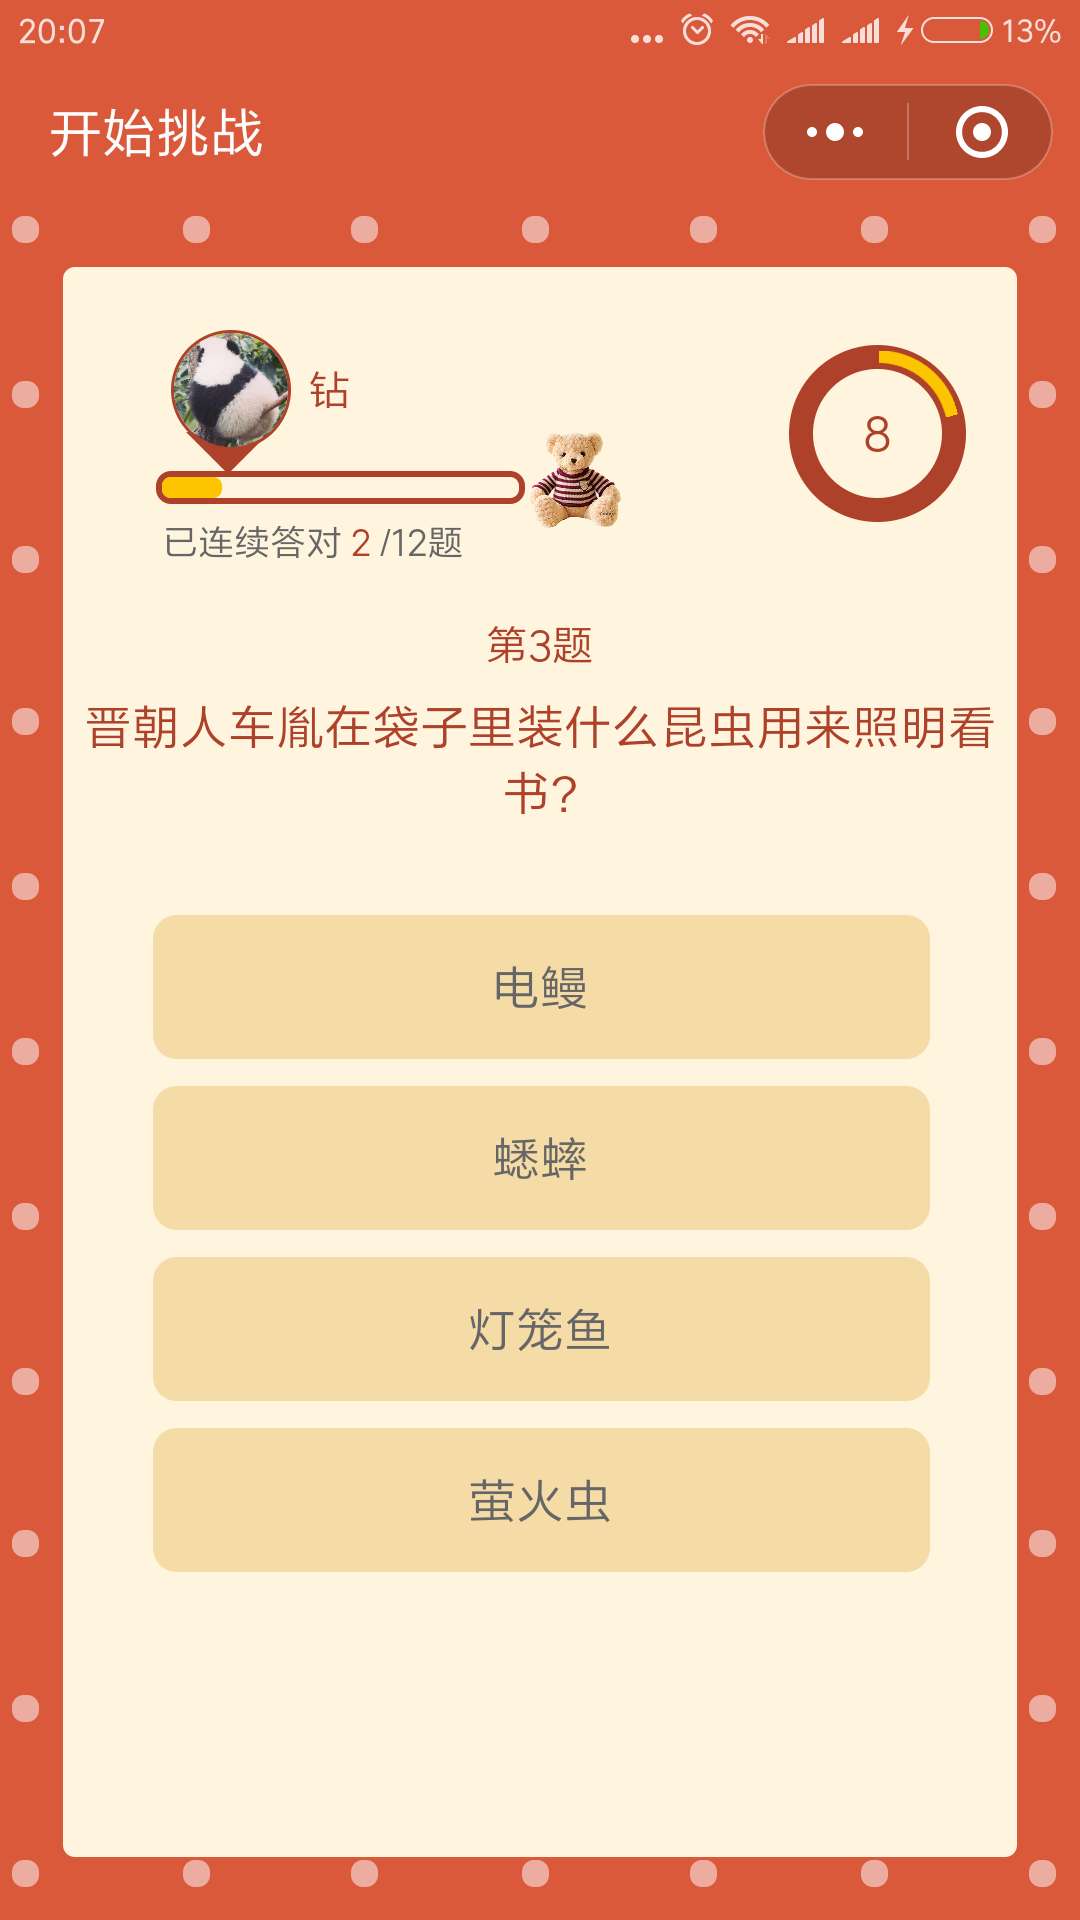 20:07
13%
开始挑战
钻
8
已连续答对 2 /12题
第3题
晋朝人车胤在袋子里装什么昆虫用来照明看
书?
电鳗
蟋蟀
灯笼鱼
萤火虫